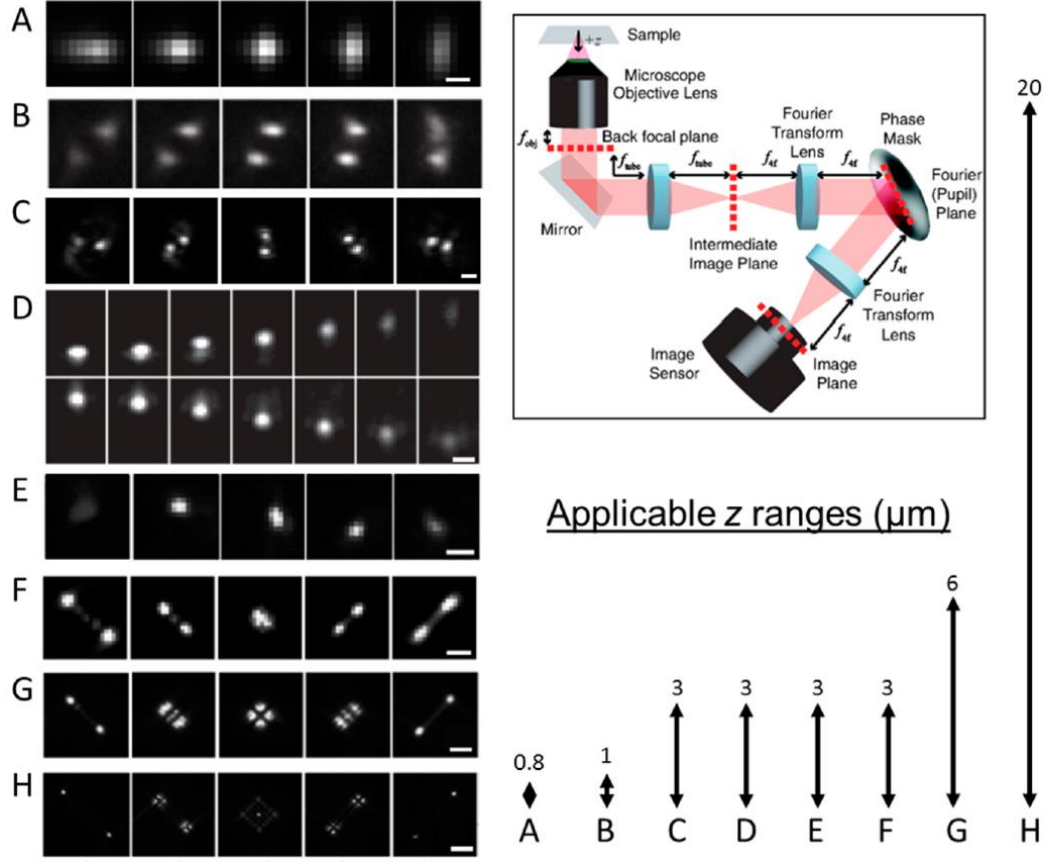 A
B
C
D
E
F
G
H
Sample
+z
Microscope
Objective Lens
f_obj
Back focal plane
f_tube
f_tube
f_4f
f_4f
Fourier
Transform
Lens
Phase
Mask
Fourier
(Pupil)
Plane
Mirror
Intermediate
Image Plane
f_4f
Fourier
Transform
Lens
f_4f
Image
Sensor
Image
Plane
Applicable z ranges (μm)
0.8
1
3
3
3
3
6
20
A B C D E F G H